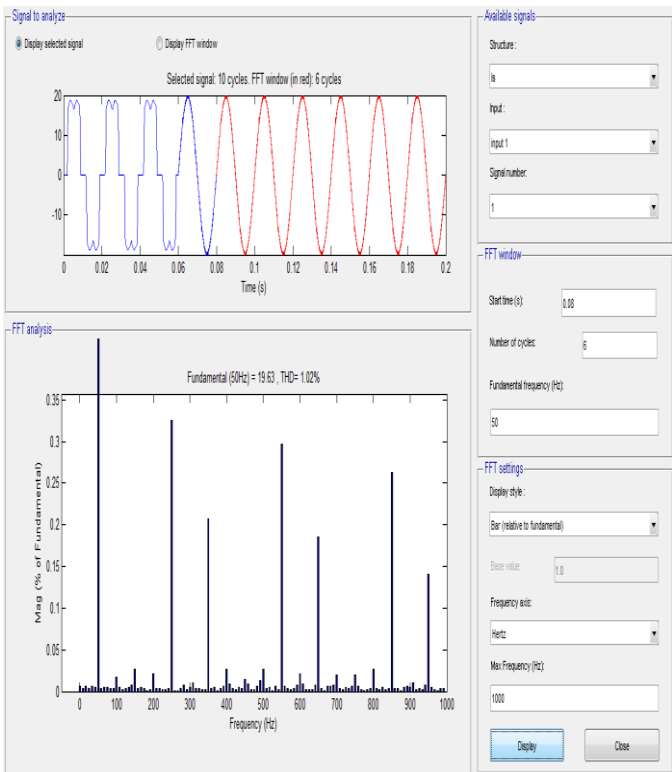 Signal to analyze
Display selected signal
Display FFT window
Selected signal: 10 cycles. FFT window (in red): 6 cycles
20
10
0
-10
0 0.02 0.04 0.06 0.08 0.1 0.12 0.14 0.16 0.18 0.2
Time (s)
FFT analysis
Fundamental (50Hz) = 19.63 , THD= 1.02%
0.35
0.3
0.25
0.2
0.15
0.1
0.05
0
Mag (% of Fundamental)
0 100 200 300 400 500 600 700 800 900 1000
Frequency (Hz)
Available signals
Structure :
Is
Input :
input 1
Signal number:
1
FFT window
Start time (s):
0.08
Number of cycles:
6
Fundamental frequency (Hz):
50
FFT settings
Display style :
Bar (relative to fundamental)
Base value:
1.0
Frequency axis:
Hertz
Max Frequency (Hz):
1000
Display
Close